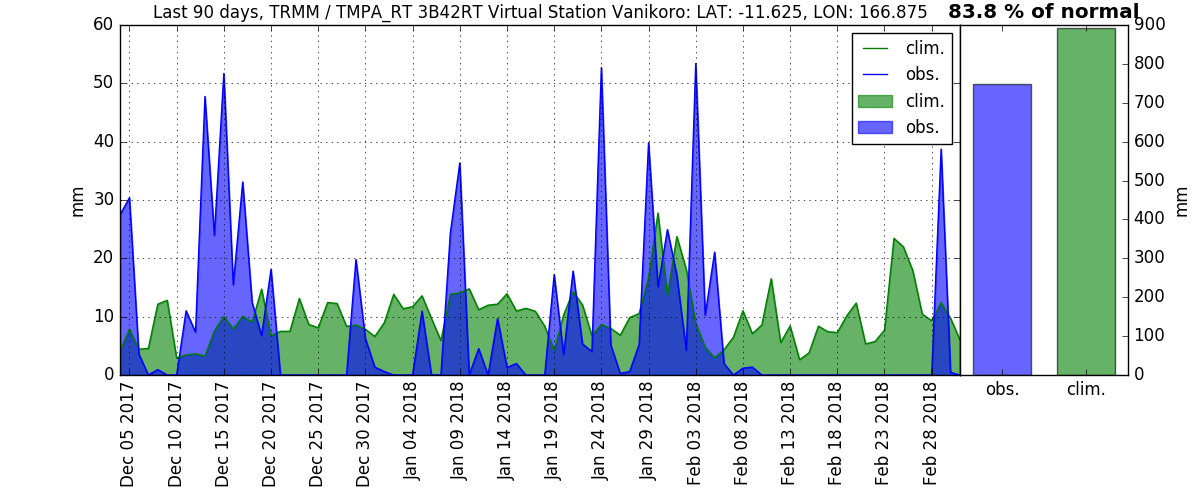 Last 90 days, TRMM / TMPA_RT 3B42RT Virtual Station Vanikoro: LAT: -11.625, LON: 166.875
83.8 % of normal
60
50
40
30
20
10
0
mm
clim.
obs.
clim.
obs.
900
800
700
600
500
400
300
200
100
0
mm
obs.
clim.
Dec 05 2017
Dec 10 2017
Dec 15 2017
Dec 20 2017
Dec 25 2017
Dec 30 2017
Jan 04 2018
Jan 09 2018
Jan 14 2018
Jan 19 2018
Jan 24 2018
Jan 29 2018
Feb 03 2018
Feb 08 2018
Feb 13 2018
Feb 18 2018
Feb 23 2018
Feb 28 2018